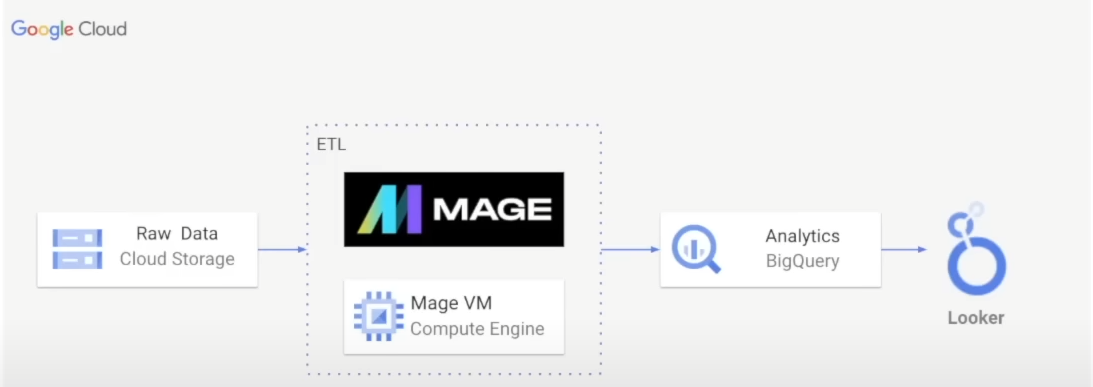 Google Cloud
ETL
MAGE
Raw Data
Cloud Storage
Mage VM
Compute Engine
Analytics
BigQuery
Looker